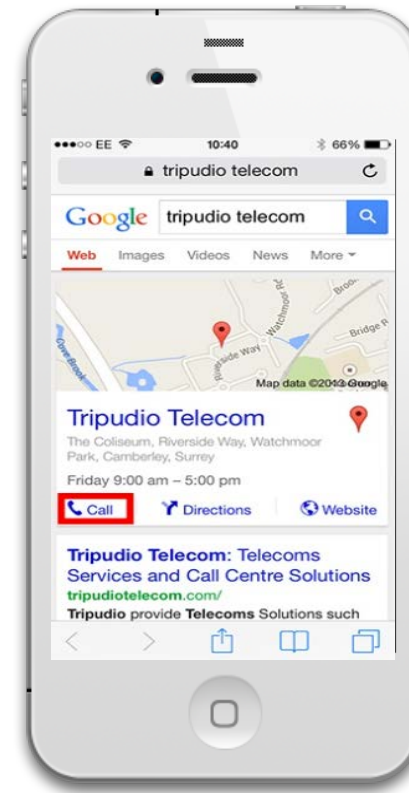 ●●●○○ EE 10:40 66%
tripudio telecom
Google tripudio telecom
Web Images Videos News More
Brook
Watchmoor
Bridge R
Riverside Way
Cove Brook
Map data ©2013 Google
Tripudio Telecom
The Coliseum, Riverside Way, Watchmoor
Park, Camberley, Surrey
Friday 9:00 am – 5:00 pm
Call Directions Website
Tripudio Telecom: Telecoms
Services and Call Centre Solutions
tripudiotelecom.com/
Tripudio provide Telecoms Solutions such